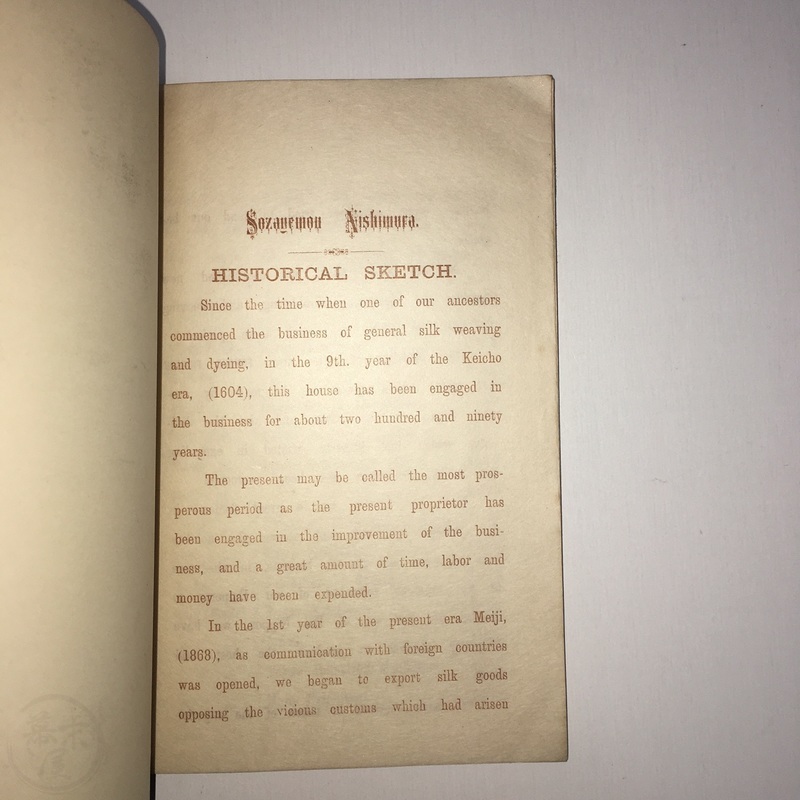 Sozayemon Nishimura.
HISTORICAL SKETCH.
Since the time when one of our ancestors
commenced the business of general silk weaving
and dyeing, in the 9th. year of the Keicho
era, (1604), this house has been engaged in
the business for about two hundred and ninety
years.
The present may be called the most pros-
perous period as the present proprietor has
been engaged in the improvement of the busi-
ness, and a great amount of time, labor and
money have been expended.
In the 1st year of the present era Meiji,
(1868), as communication with foreign countries
was opened, we began to export silk goods
opposing the vicious customs which had arisen